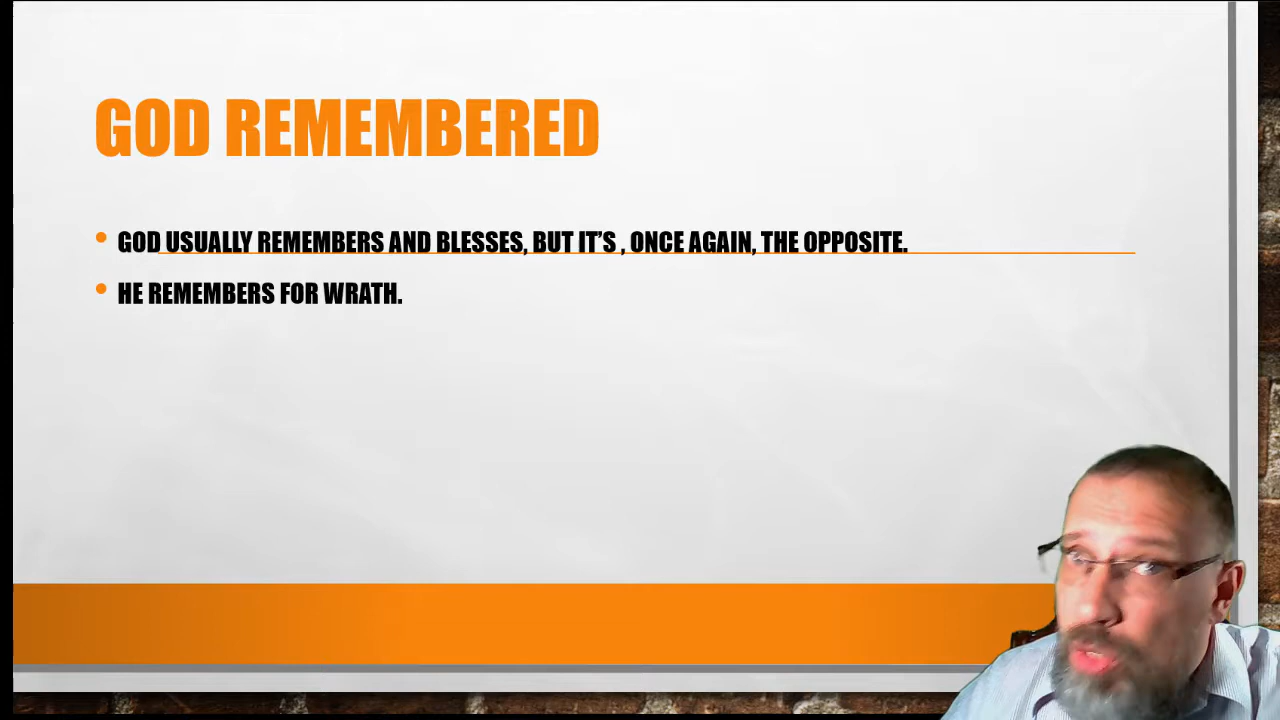 GOD REMEMBERED
• GOD USUALLY REMEMBERS AND BLESSES, BUT IT’S , ONCE AGAIN, THE OPPOSITE.
• HE REMEMBERS FOR WRATH.